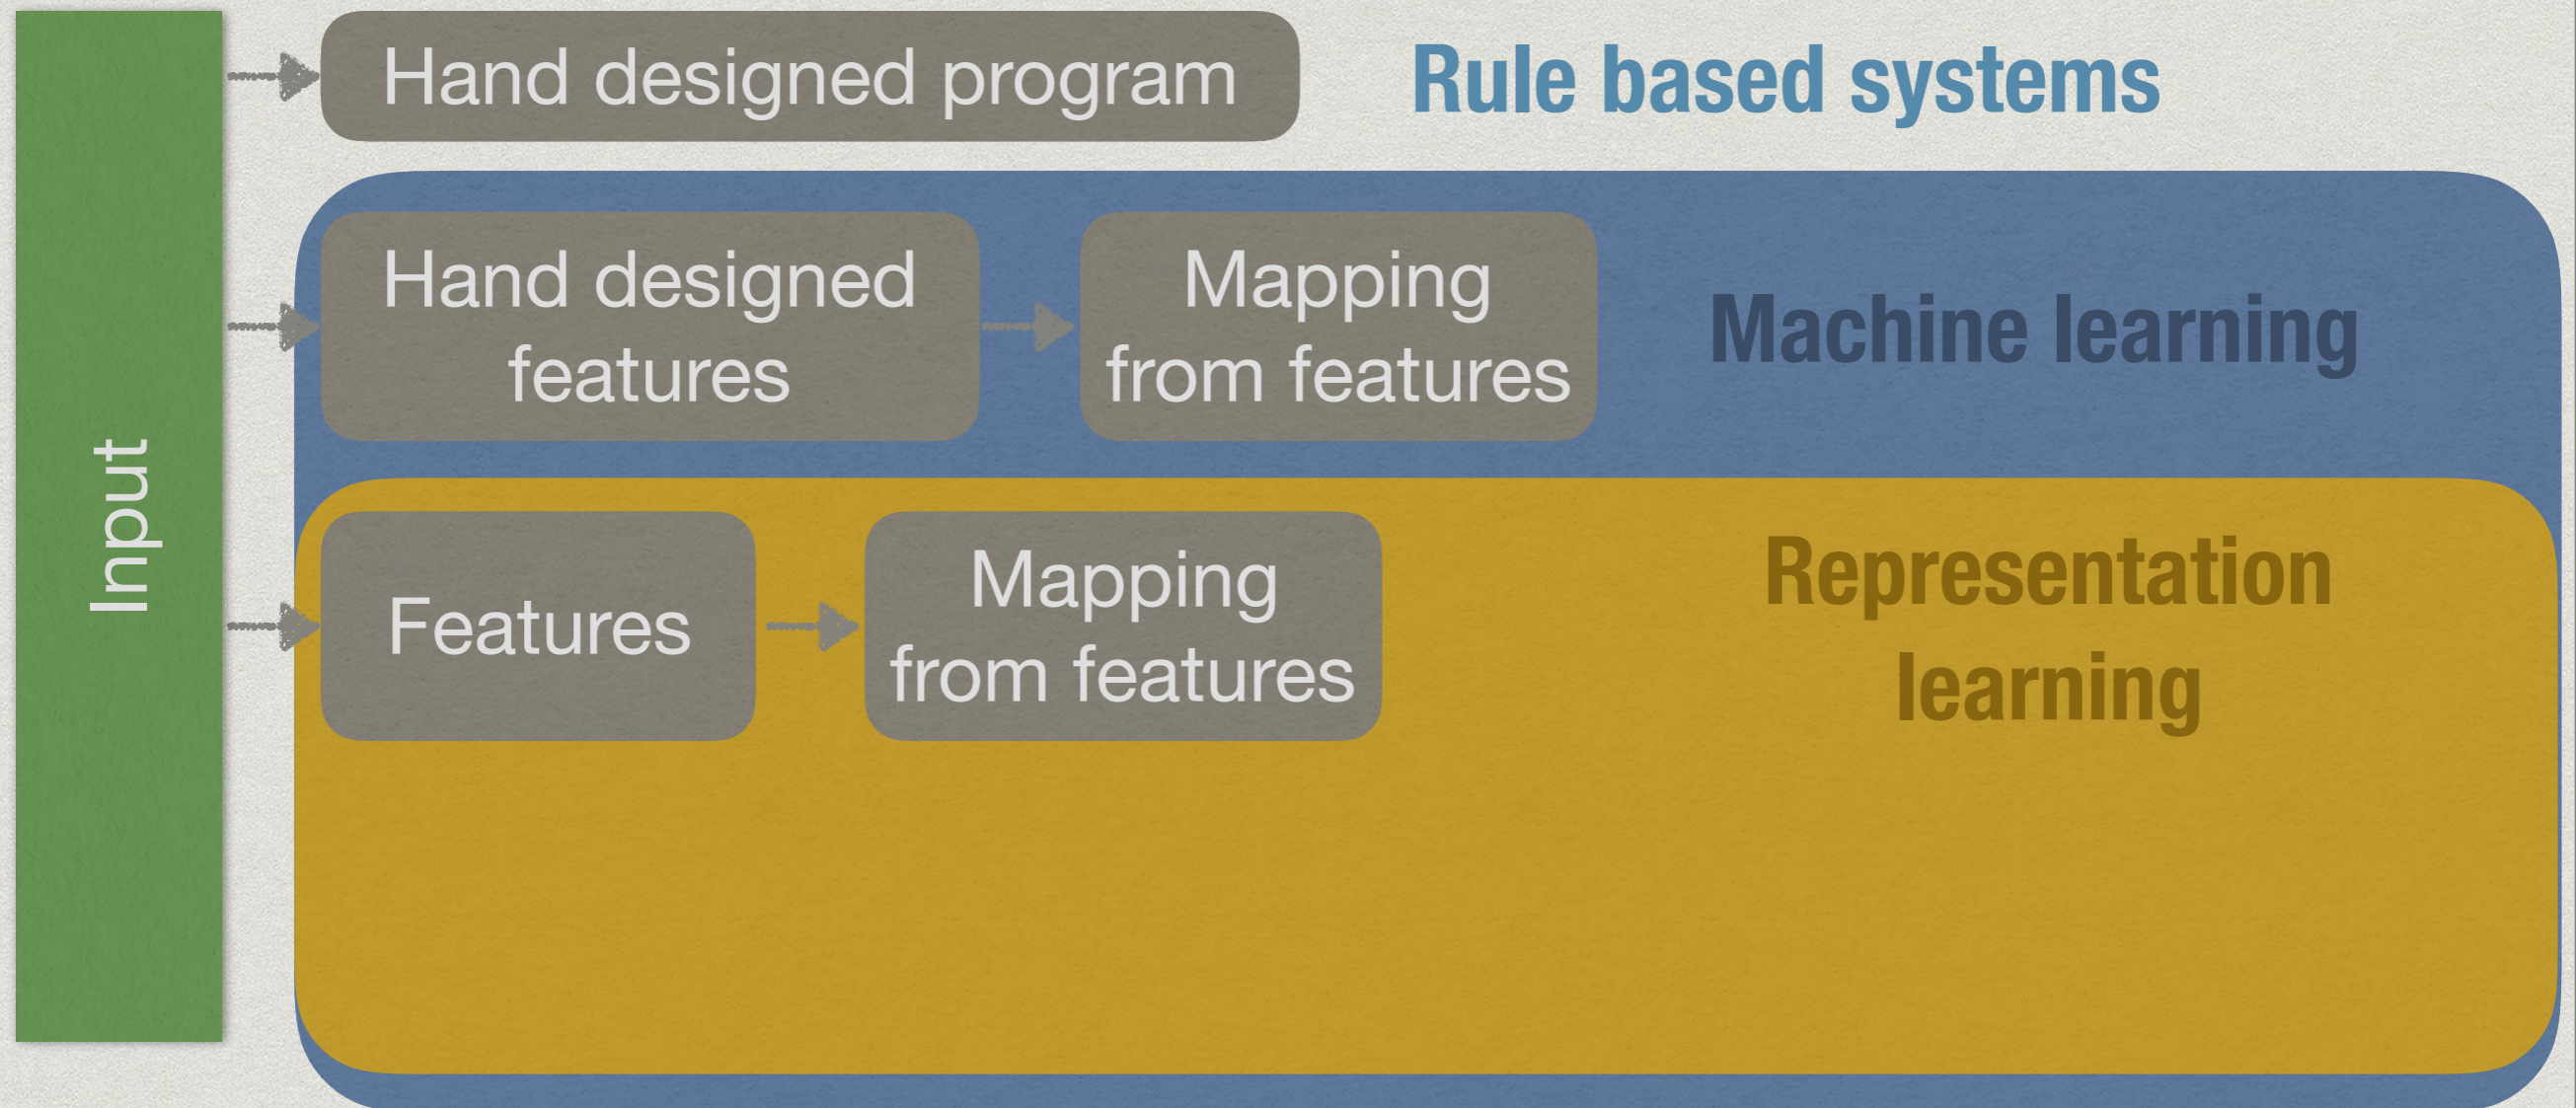 Input
Hand designed program
Rule based systems
Hand designed
features
Mapping
from features
Machine learning
Features
Mapping
from features
Representation
learning